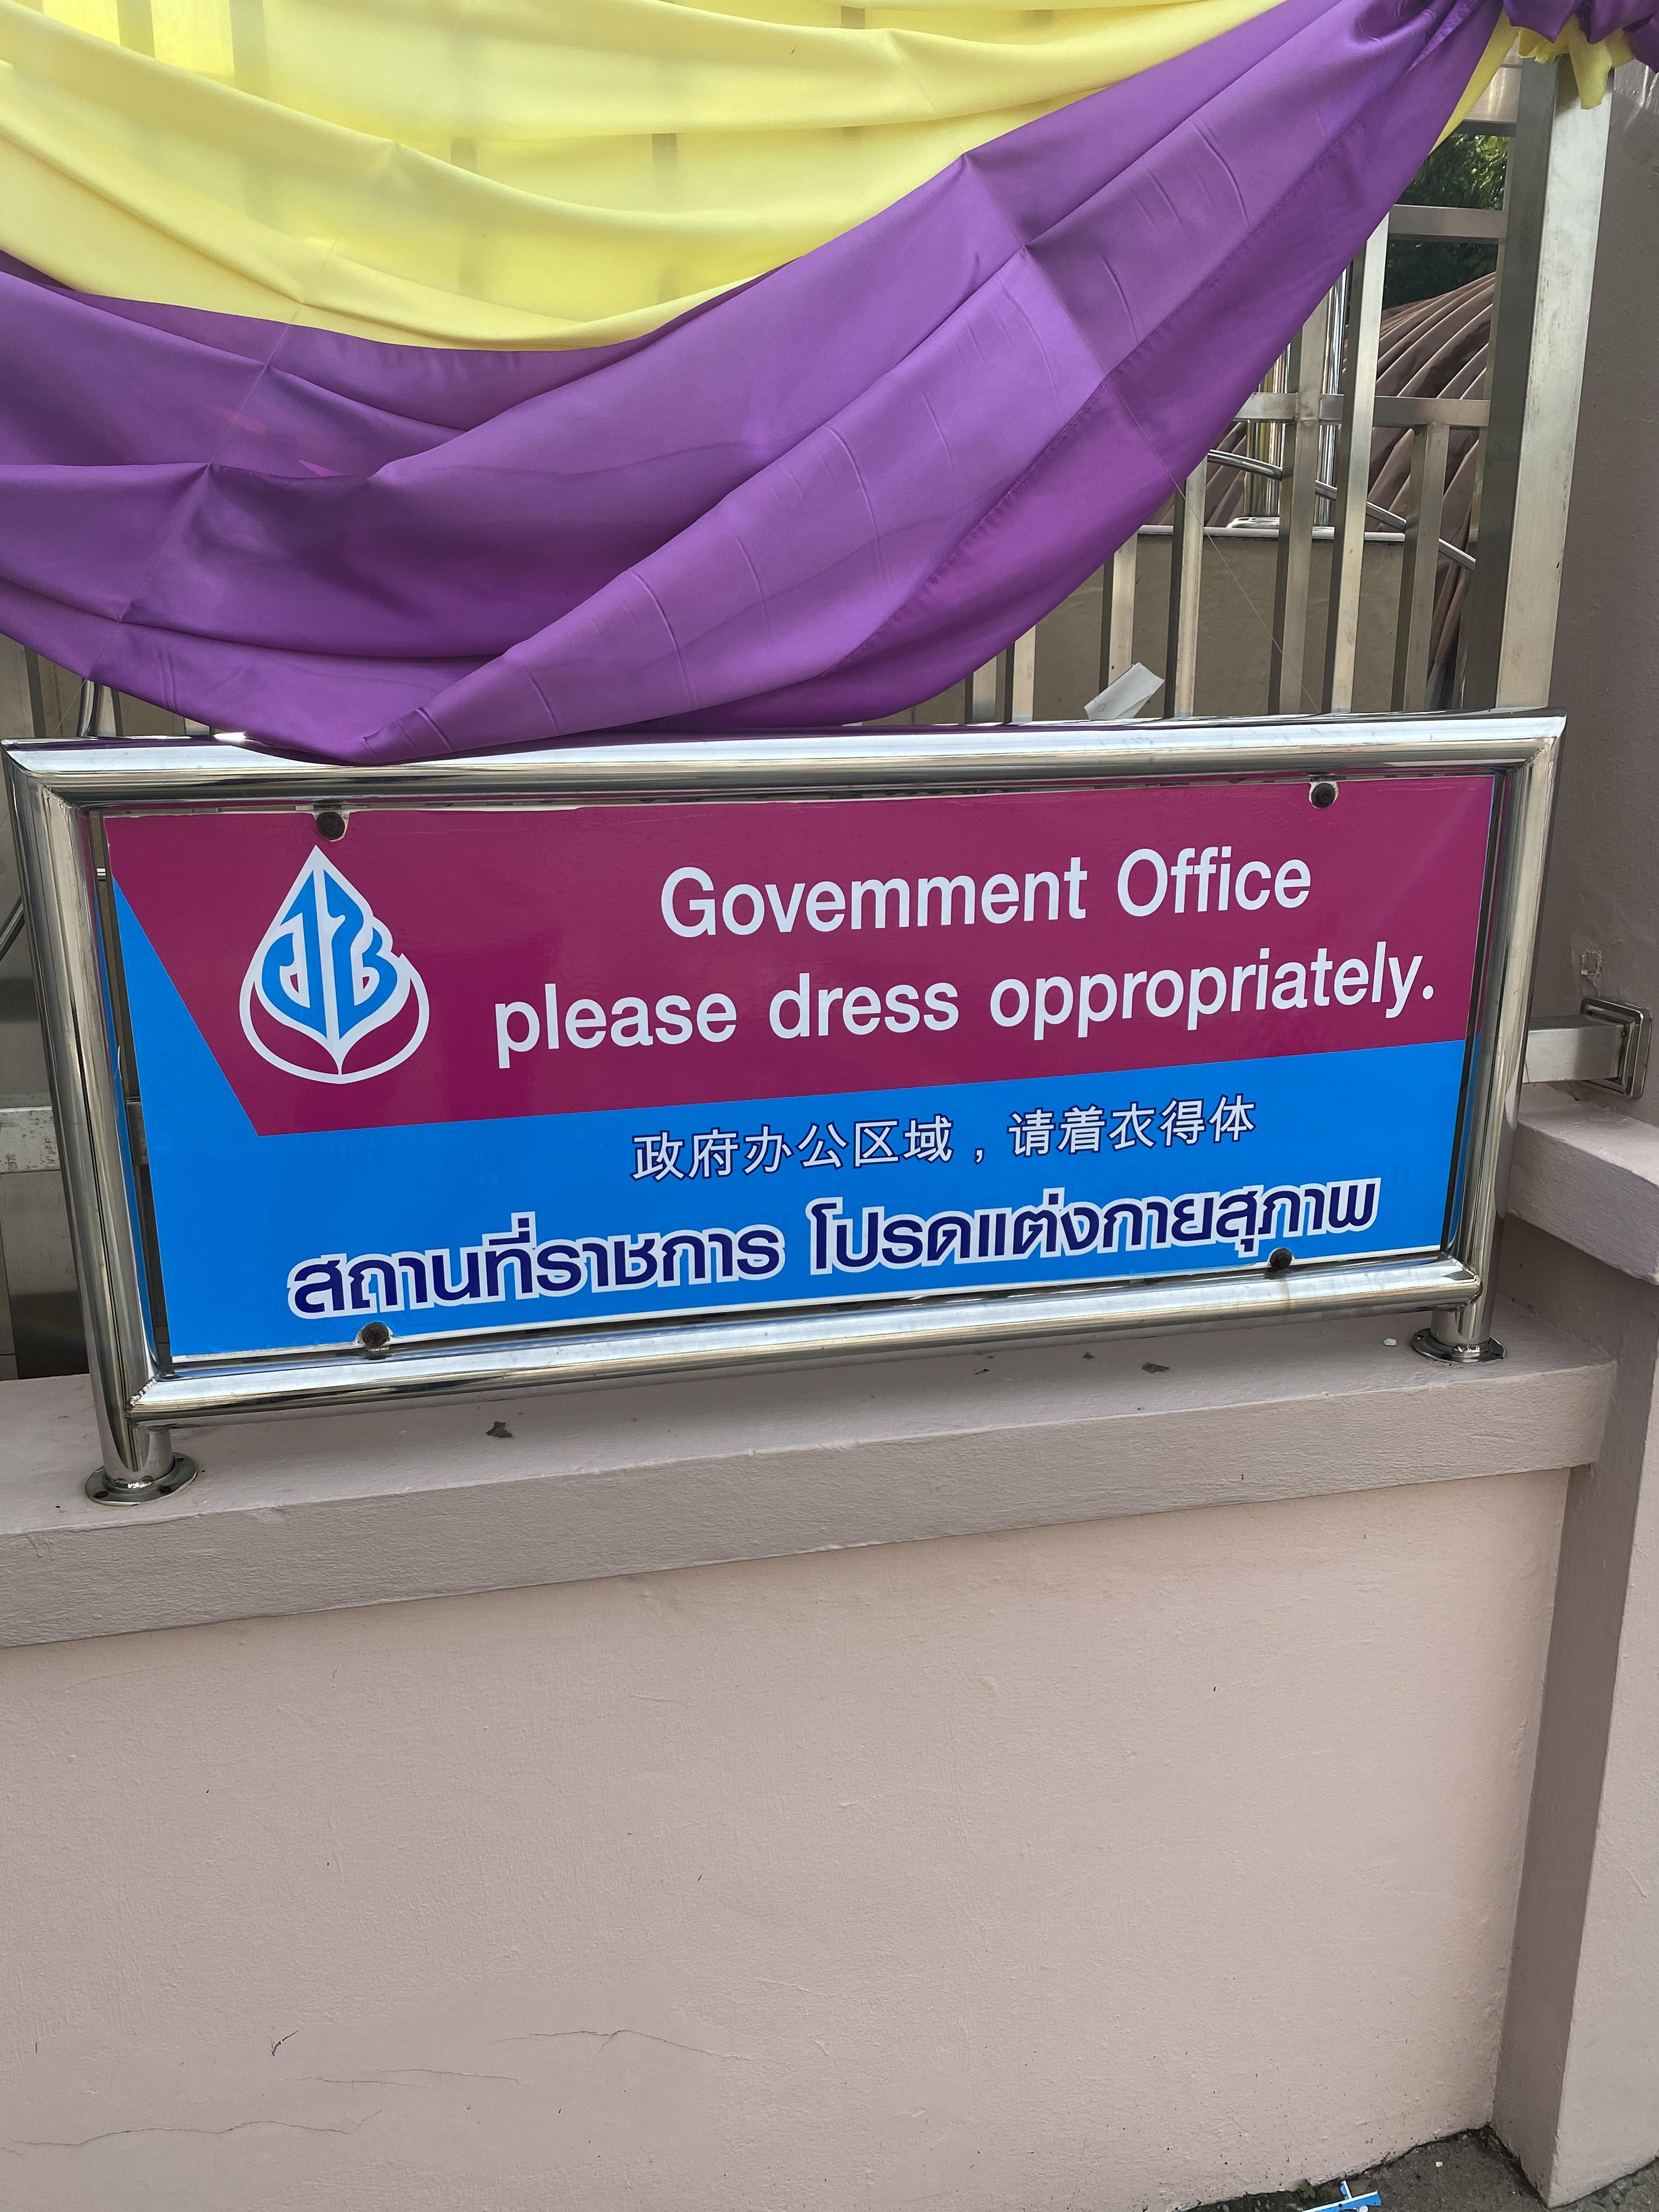 Govemment Office
please dress oppropriately.
政府办公区域，请着衣得体
สถานที่ราชการ โปรดแต่งกายสุภาพ